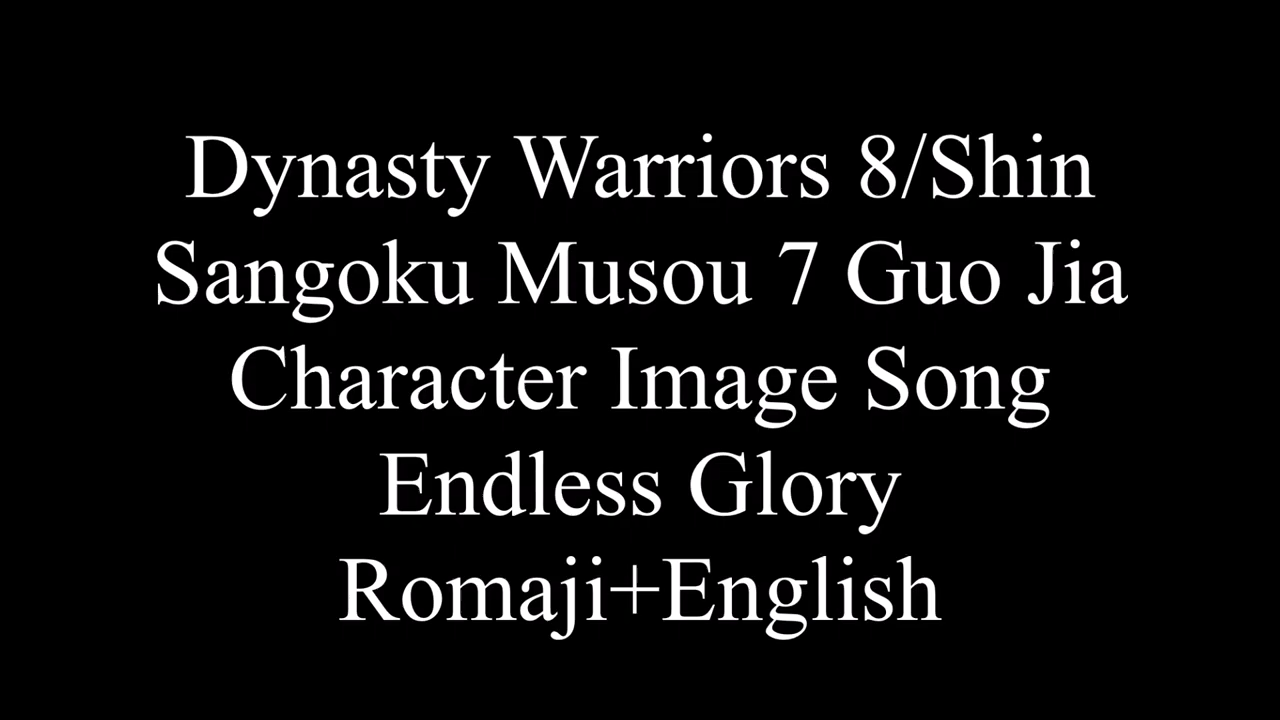 Dynasty Warriors 8/Shin
Sangoku Musou 7 Guo Jia
Character Image Song
Endless Glory
Romaji+English